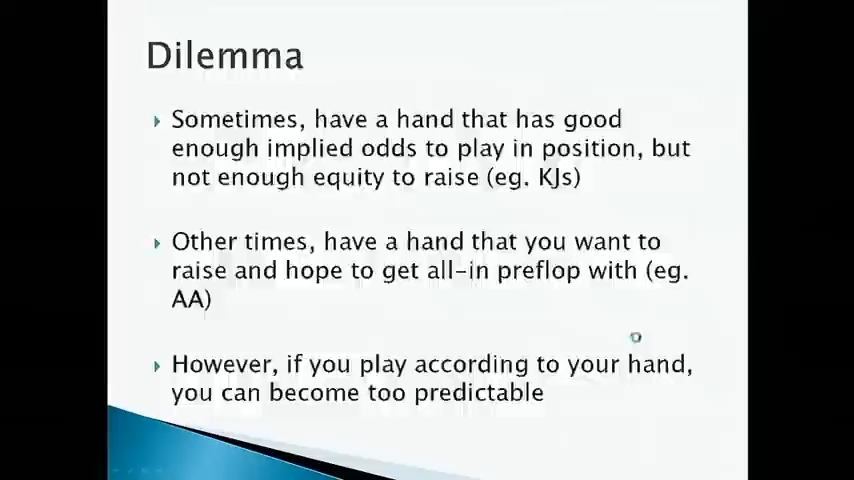 Dilemma
Sometimes, have a hand that has good
enough implied odds to play in position, but
not enough equity to raise (eg. KJs)
Other times, have a hand that you want to
raise and hope to get all-in preflop with (eg.
AA)
However, if you play according to your hand,
you can become too predictable